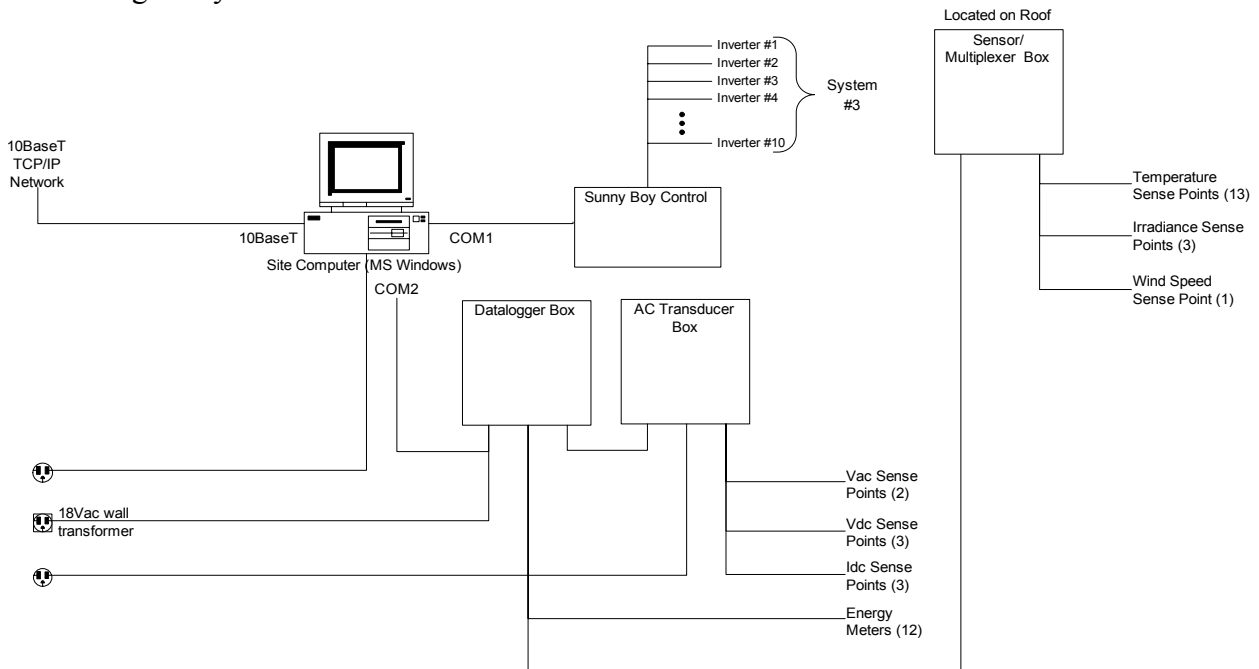 Located on Roof
Sensor/
Multiplexer Box
Inverter #1
Inverter #2
Inverter #3
Inverter #4
Inverter #10
System
#3
10BaseT
TCP/IP
Network
Sunny Boy Control
10BaseT
COM1
Site Computer (MS Windows)
COM2
Temperature
Sense Points (13)
Irradiance Sense
Points (3)
Wind Speed
Sense Point (1)
Datalogger Box
AC Transducer
Box
18Vac wall
transformer
Vac Sense
Points (2)
Vdc Sense
Points (3)
Idc Sense
Points (3)
Energy
Meters (12)